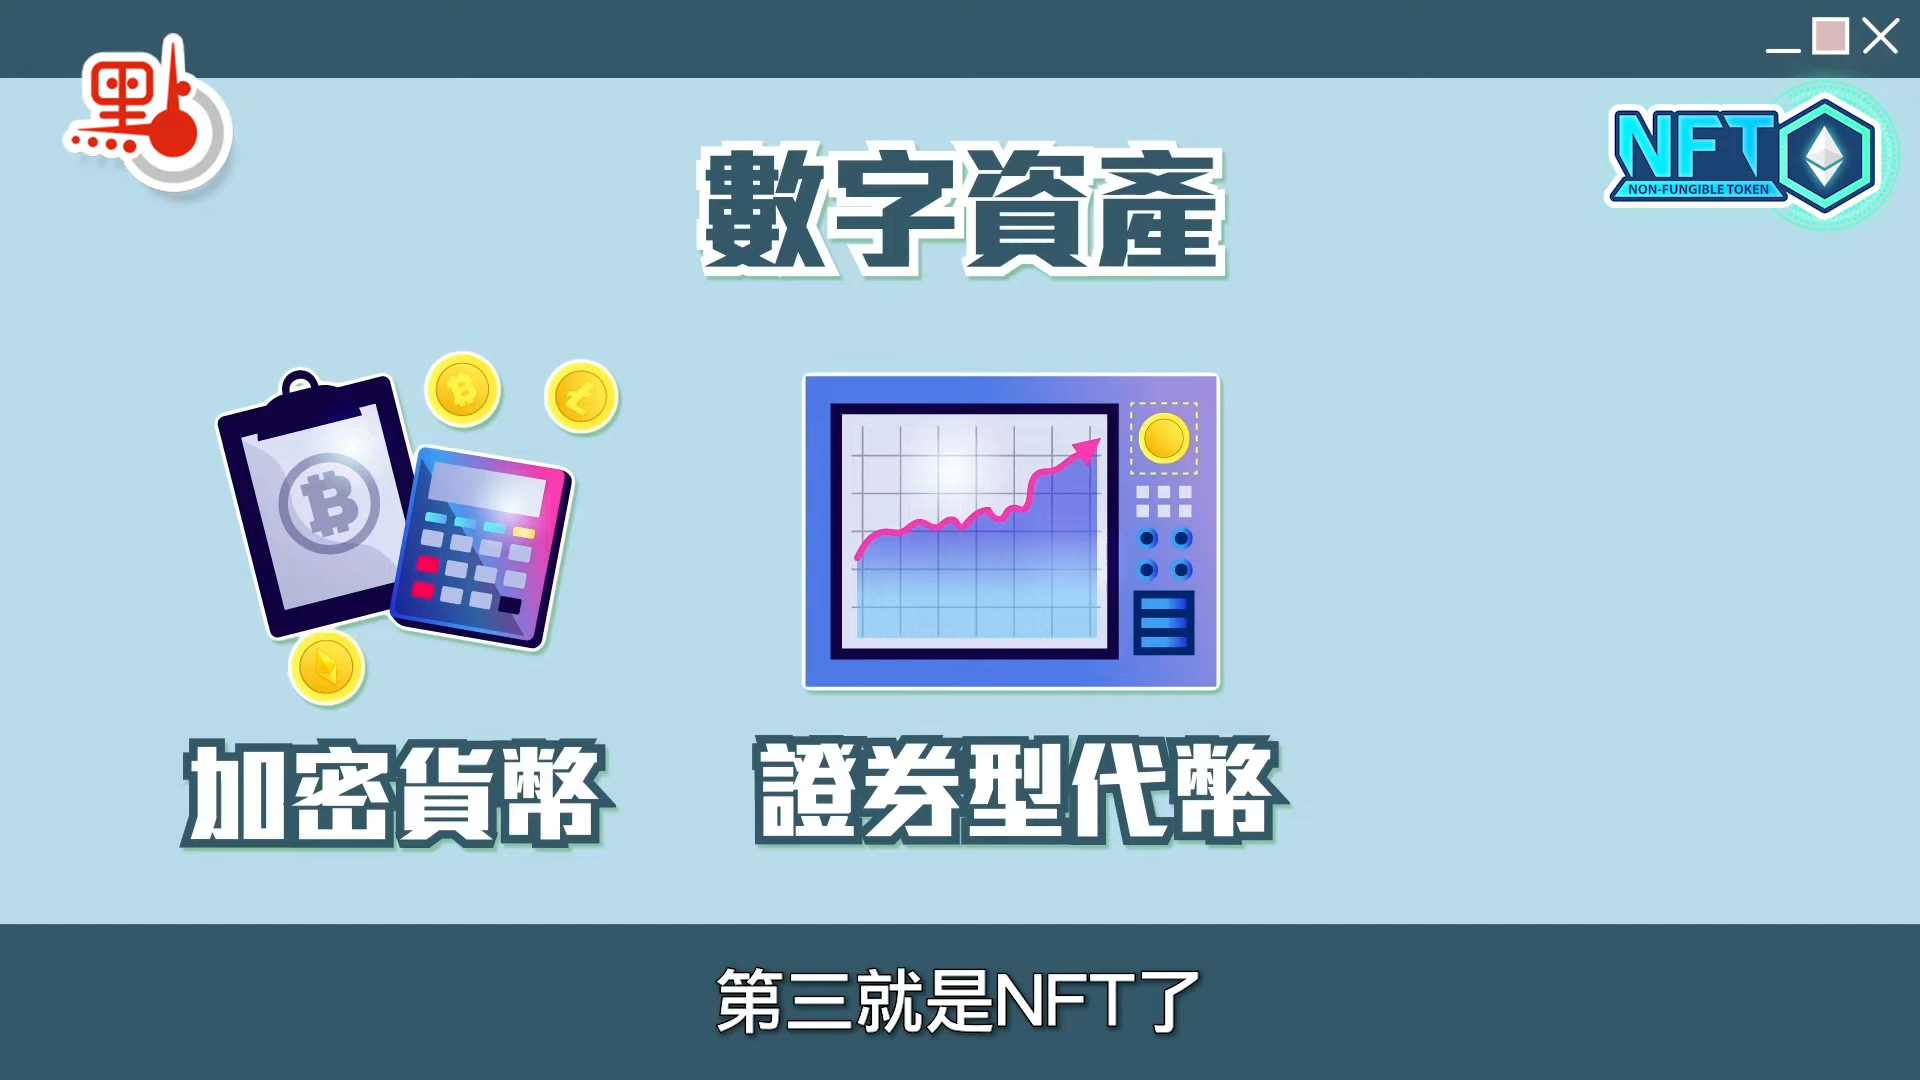 點
NFT
NON-FUNGIBLE TOKEN
數字資產
加密貨幣
證券型代幣
第三就是NFT了